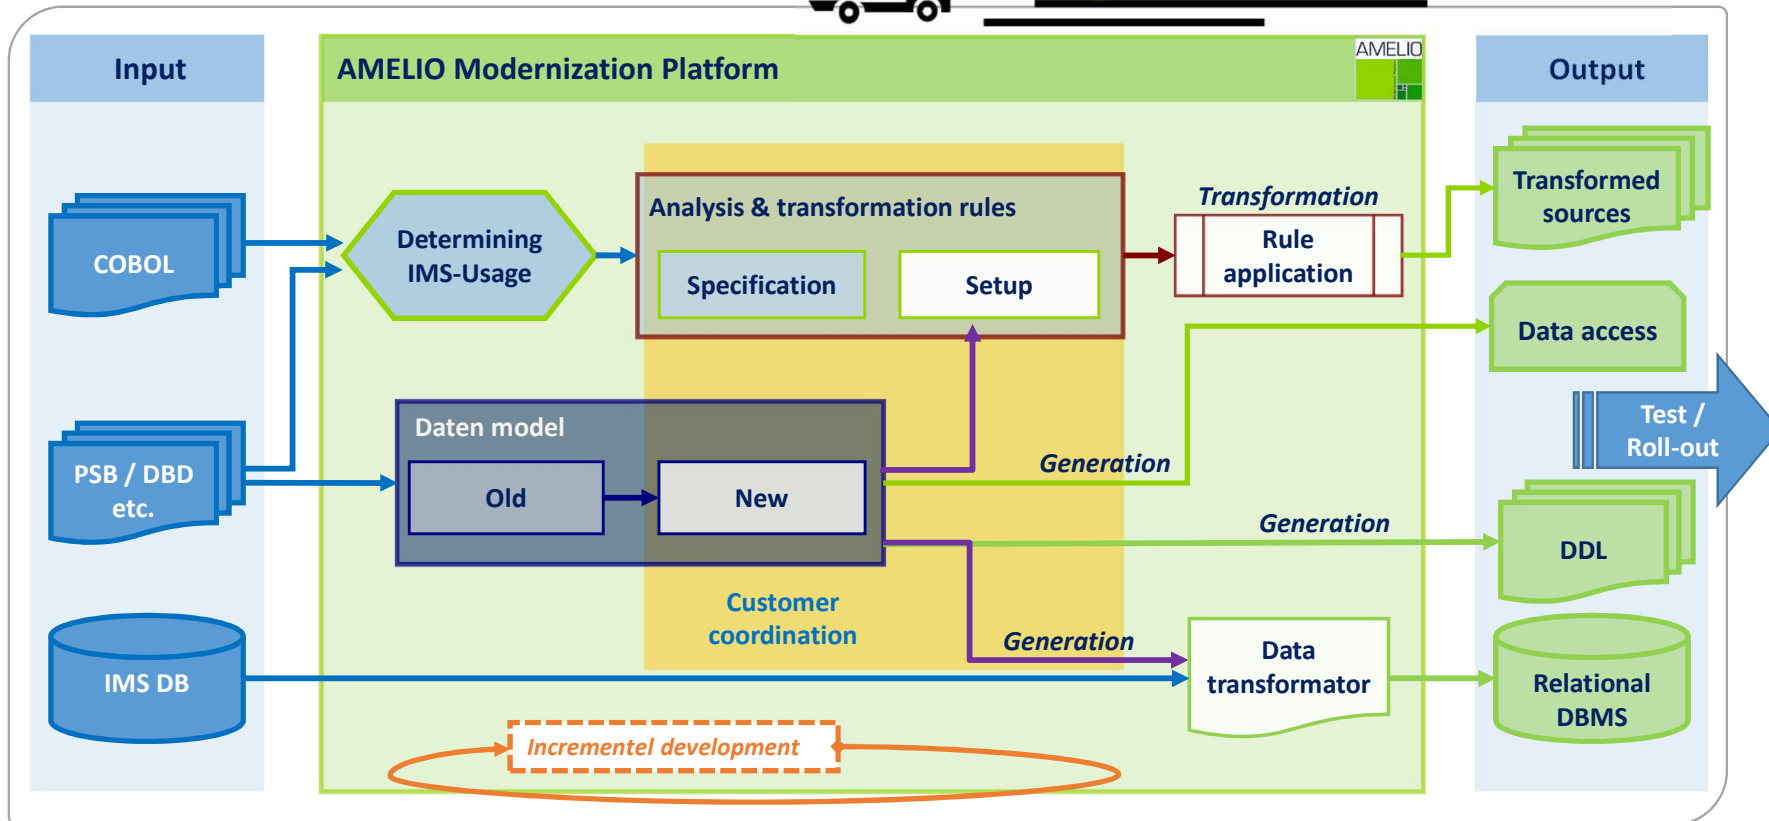 Input
AMELIO Modernization Platform
AMELIO
Output
COBOL
PSB / DBD
etc.
IMS DB
Determining
IMS-Usage
Analysis & transformation rules
Specification
Setup
Transformation
Rule
application
Daten model
Old
New
Generation
Generation
Generation
Customer
coordination
Data
transformator
Incrementel development
Transformed
sources
Data access
Test /
Roll-out
DDL
Relational
DBMS